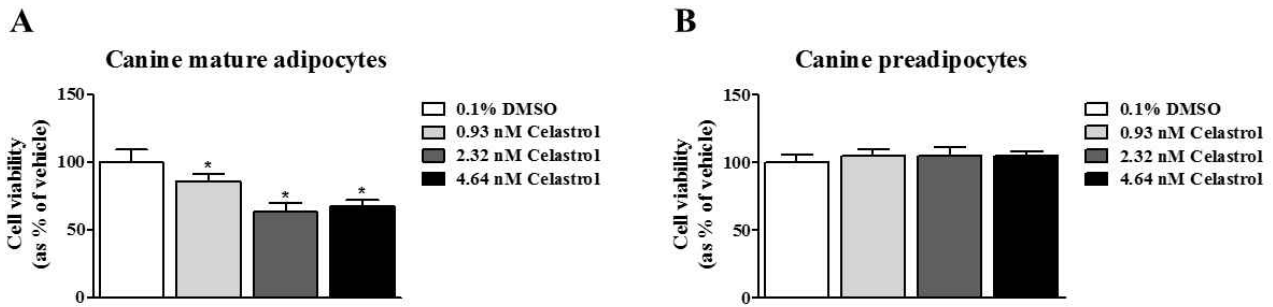 A
Canine mature adipocytes
Cell viability
(as % of vehicle)
150
100
50
0
*
*
*
0.1% DMSO
0.93 nM Celastrol
2.32 nM Celastrol
4.64 nM Celastrol
B
Canine preadipocytes
Cell viability
(as % of vehicle)
150
100
50
0
0.1% DMSO
0.93 nM Celastrol
2.32 nM Celastrol
4.64 nM Celastrol